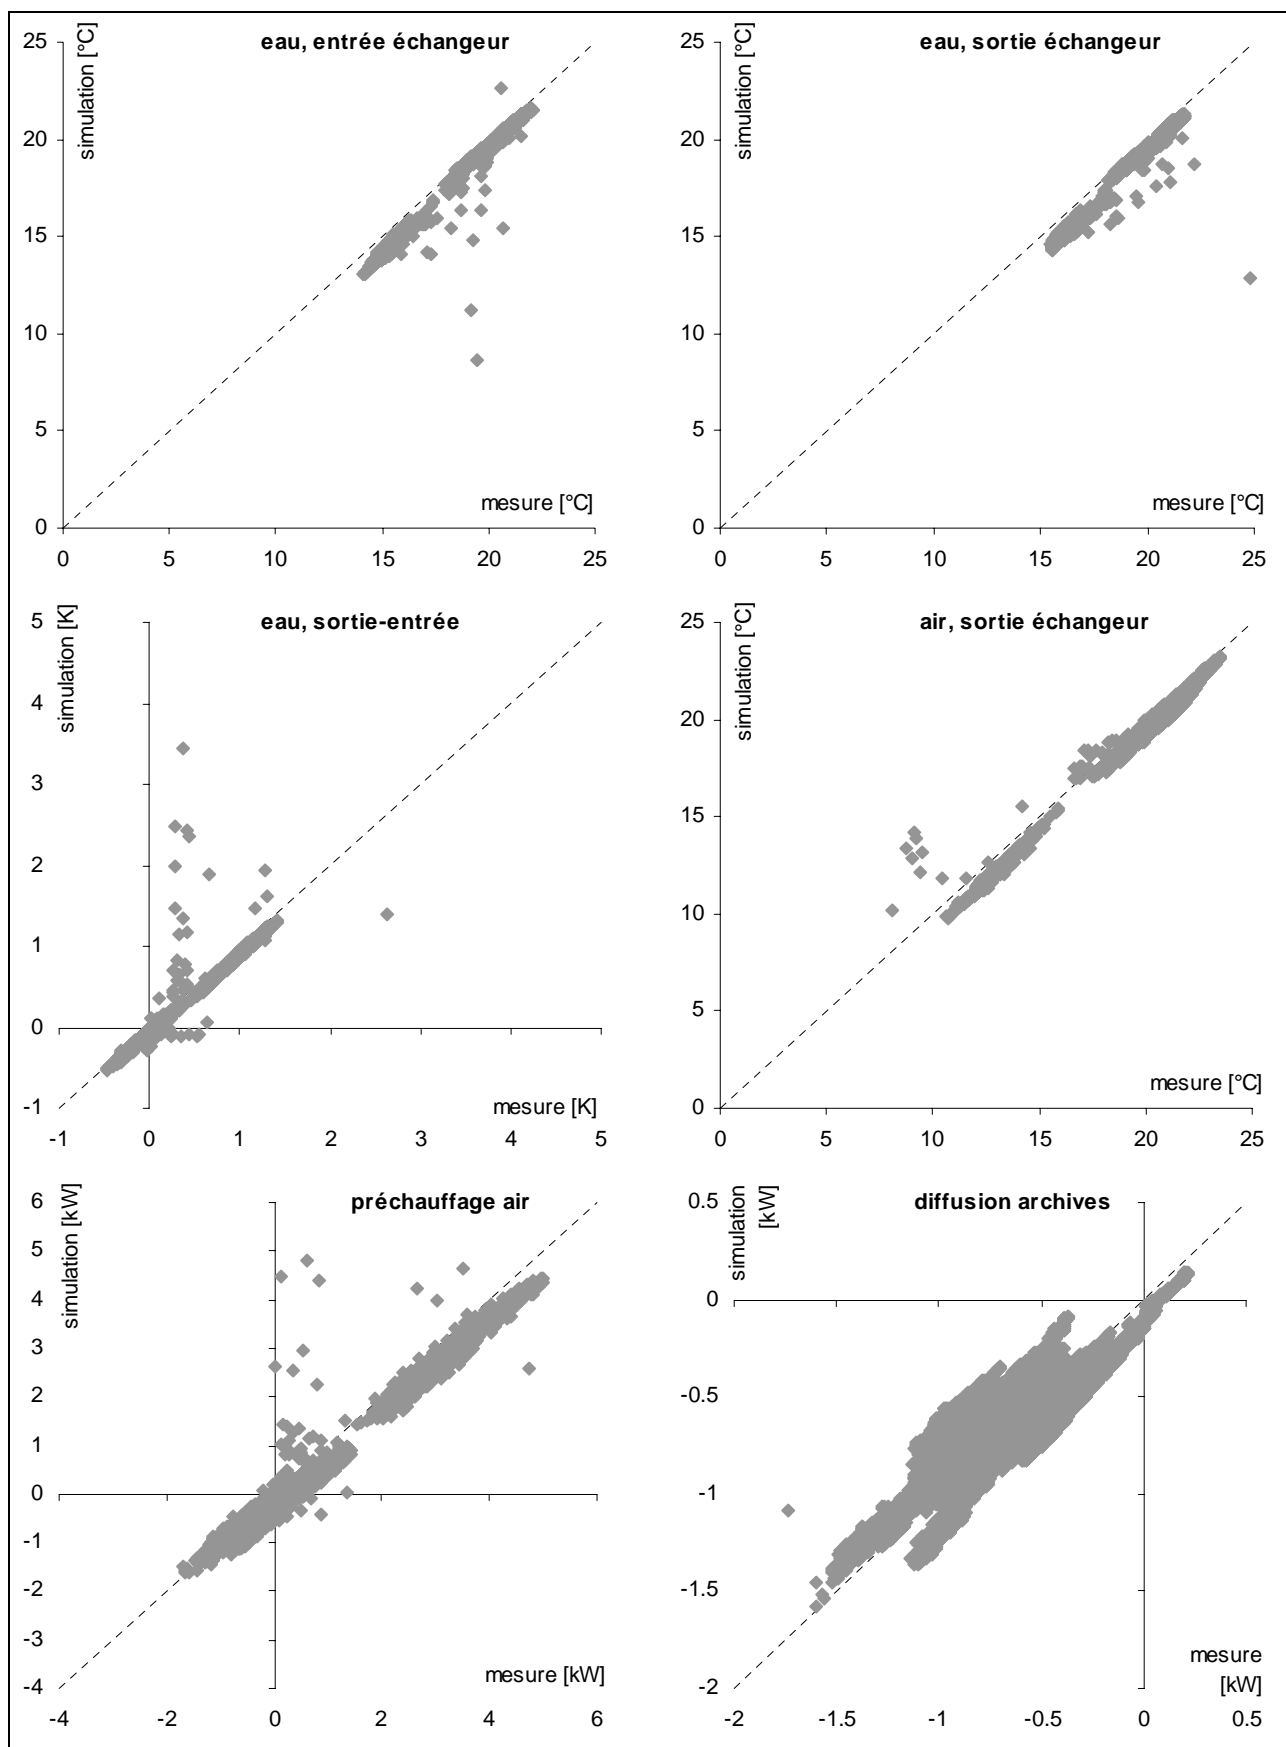 eau, entrée échangeur
simulation [°C]
25
20
15
10
5
0
mesure [°C]
0 5 10 15 20 25
eau, sortie échangeur
simulation [°C]
25
20
15
10
5
0
mesure [°C]
0 5 10 15 20 25
eau, sortie-entrée
simulation [K]
5
4
3
2
1
0
-1
mesure [K]
-1 0 1 2 3 4 5
air, sortie échangeur
simulation [°C]
25
20
15
10
5
0
mesure [°C]
0 5 10 15 20 25
préchauffage air
simulation [kW]
6
5
4
3
2
1
0
-1
-2
-3
-4
mesure [kW]
-4 -2 0 2 4 6
diffusion archives
simulation
[kW]
0.5
0
-0.5
-1
-1.5
-2
mesure
[kW]
-2 -1.5 -1 -0.5 0 0.5